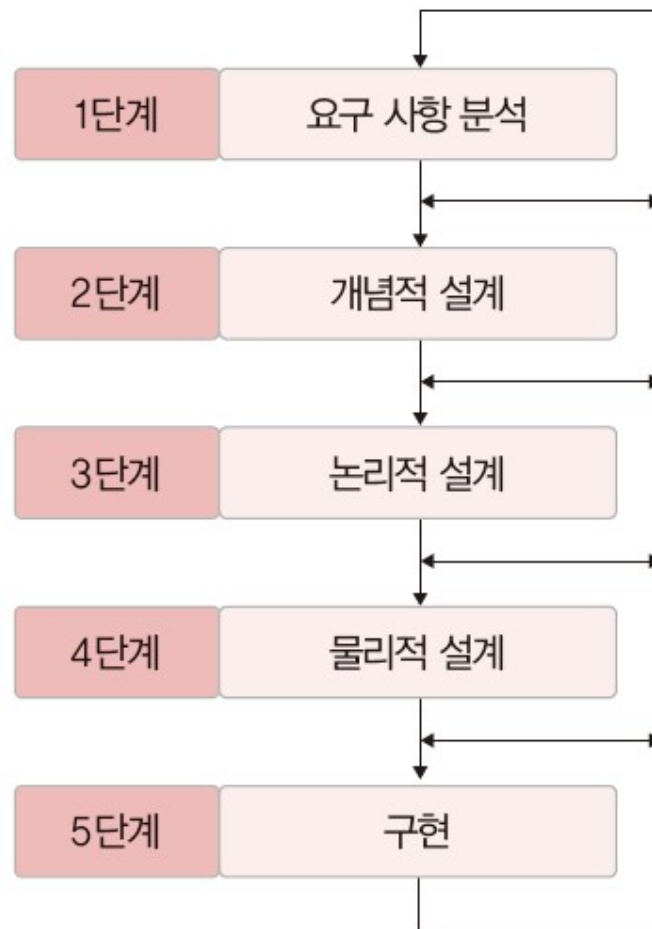 1단계 요구 사항 분석
2단계 개념적 설계
3단계 논리적 설계
4단계 물리적 설계
5단계 구현